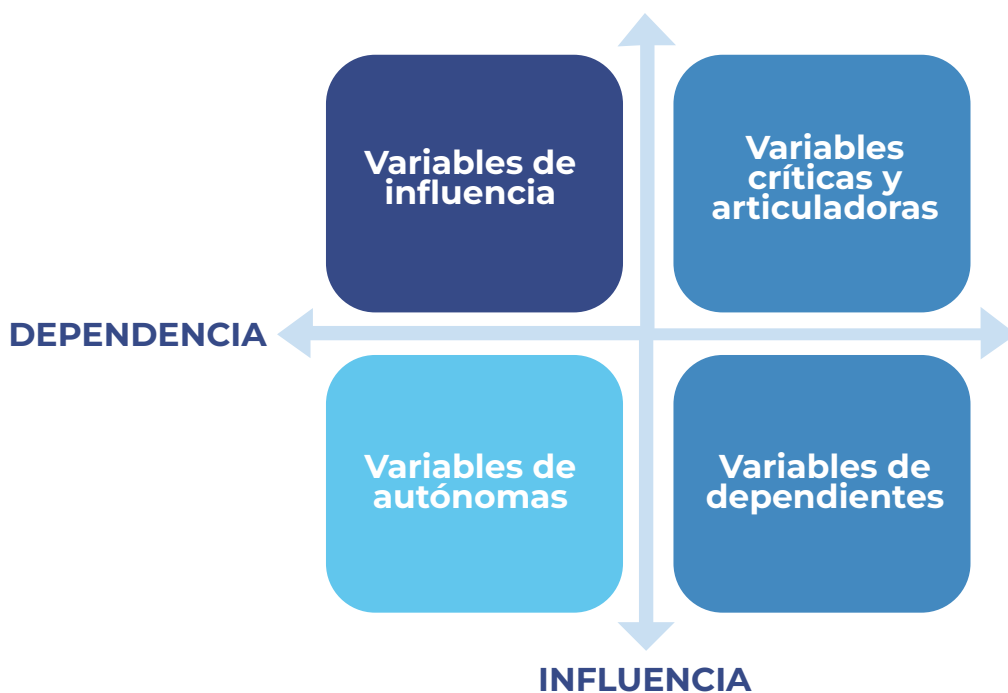 Variables de
influencia
Variables
críticas y
articuladoras
DEPENDENCIA
Variables de
autónomas
Variables de
dependientes
INFLUENCIA